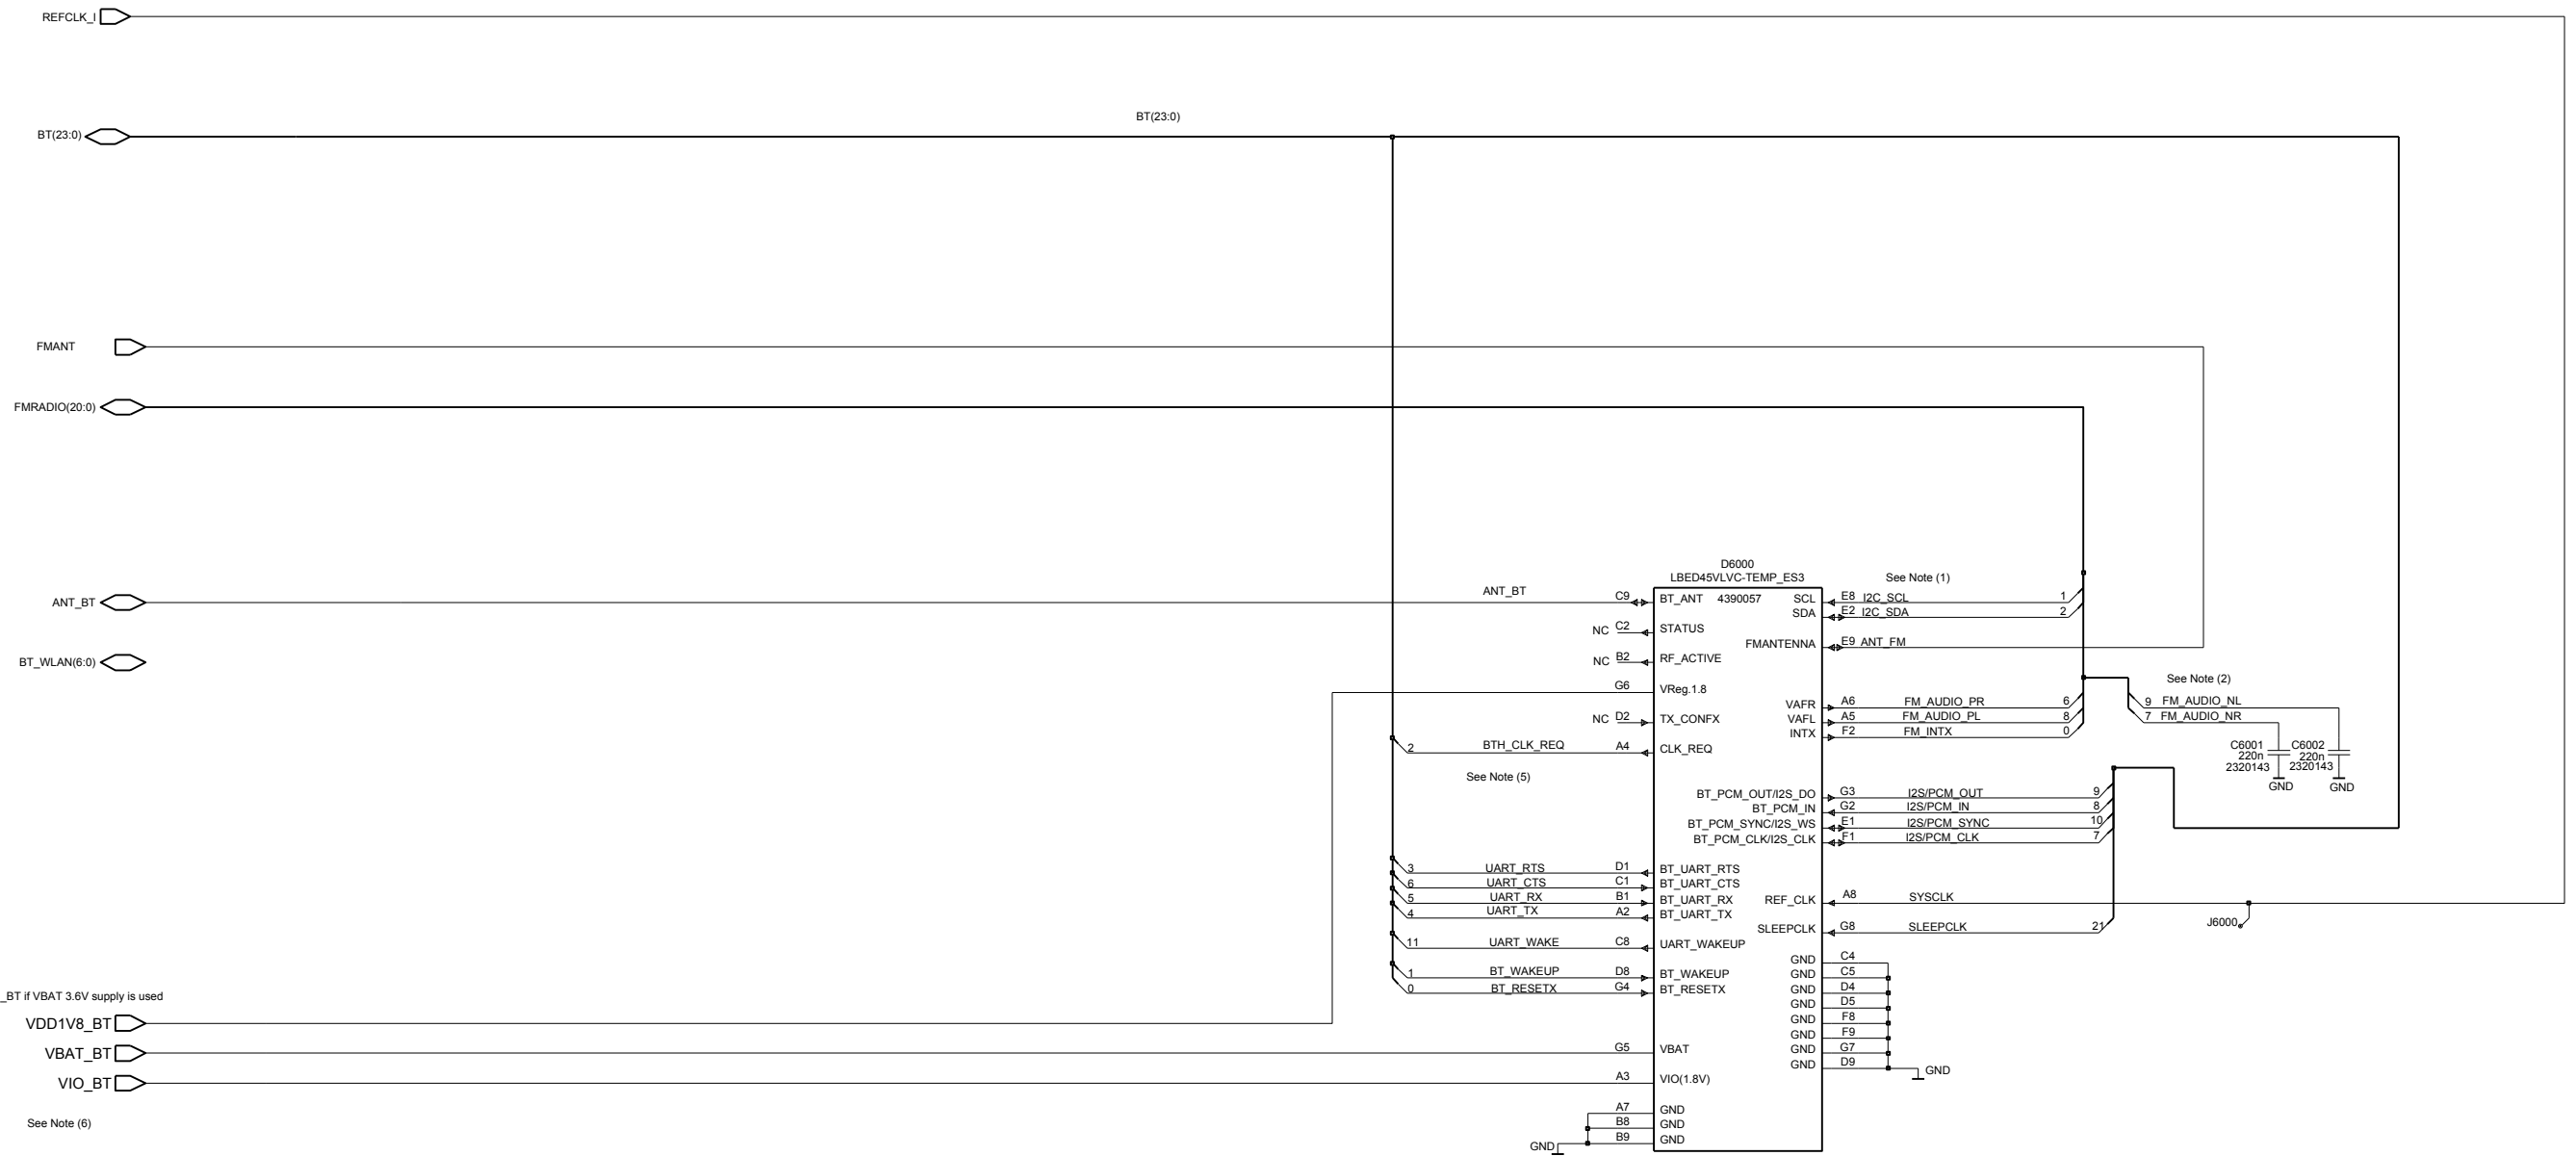 REFCLK_I
BT(23:0)
BT(23:0)
FMANT
FMRADIO(20:0)
ANT_BT
BT_WLAN(6:0)
_BT if VBAT 3.6V supply is used
VDD1V8_BT
VBAT_BT
VIO_BT
See Note (6)
D6000
LBED45VLVC-TEMP_ES3
4390057
ANT_BT C9 BT_ANT
NC C2 STATUS
NC B2 RF_ACTIVE
G6 VReg.1.8
NC D2 TX_CONFX
2 BTH_CLK_REQ A4 CLK_REQ
See Note (5)
3 UART_RTS D1 BT_UART_RTS
6 UART_CTS C1 BT_UART_CTS
5 UART_RX B1 BT_UART_RX
4 UART_TX A2 BT_UART_TX
11 UART_WAKE C8 UART_WAKEUP
1 BT_WAKEUP D8 BT_WAKEUP
0 BT_RESETX G4 BT_RESETX
G5 VBAT
A3 VIO(1.8V)
A7 GND
B8 GND
B9 GND
GND
See Note (1)
SCL E8 I2C_SCL 1
SDA E2 I2C_SDA 2
FMANTENNA E9 ANT_FM
VAFR A6 FM_AUDIO_PR 6
VAFL A5 FM_AUDIO_PL 8
INTX F2 FM_INTX 0
See Note (2)
9 FM_AUDIO_NL
7 FM_AUDIO_NR
C6001
220n
2320143
GND
C6002
220n
2320143
GND
BT_PCM_OUT/I2S_DO G3 I2S/PCM_OUT 9
BT_PCM_IN G2 I2S/PCM_IN 8
BT_PCM_SYNC/I2S_WS E1 I2S/PCM_SYNC 10
BT_PCM_CLK/I2S_CLK F1 I2S/PCM_CLK 7
REF_CLK A8 SYSCLK
J6000
SLEEPCLK G8 SLEEPCLK 21
GND C4
GND C5
GND D4
GND D5
GND F8
GND F9
GND G7
GND D9
GND